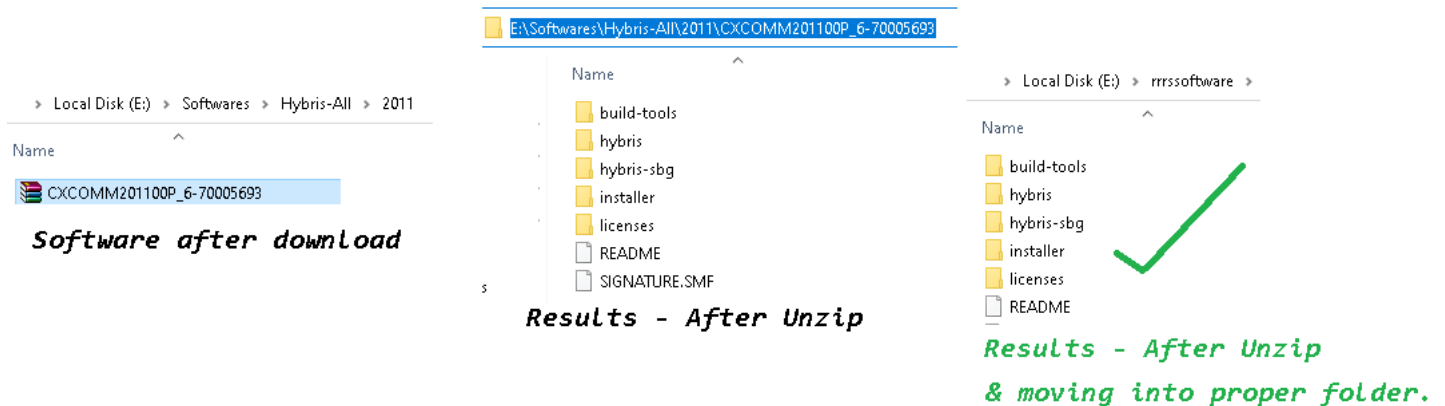 > Local Disk (E:) > Softwares > Hybris-All > 2011
Name
CXCOMM201100P_6-70005693
Software after download
E:\Softwares\Hybris-All\2011\CXCOMM201100P_6-70005693
Name
build-tools
hybris
hybris-sbg
installer
licenses
README
SIGNATURE.SMF
s
Results - After Unzip
> Local Disk (E:) > rrrssoftware >
Name
build-tools
hybris
hybris-sbg
installer
licenses
README
Results - After Unzip
& moving into proper folder.